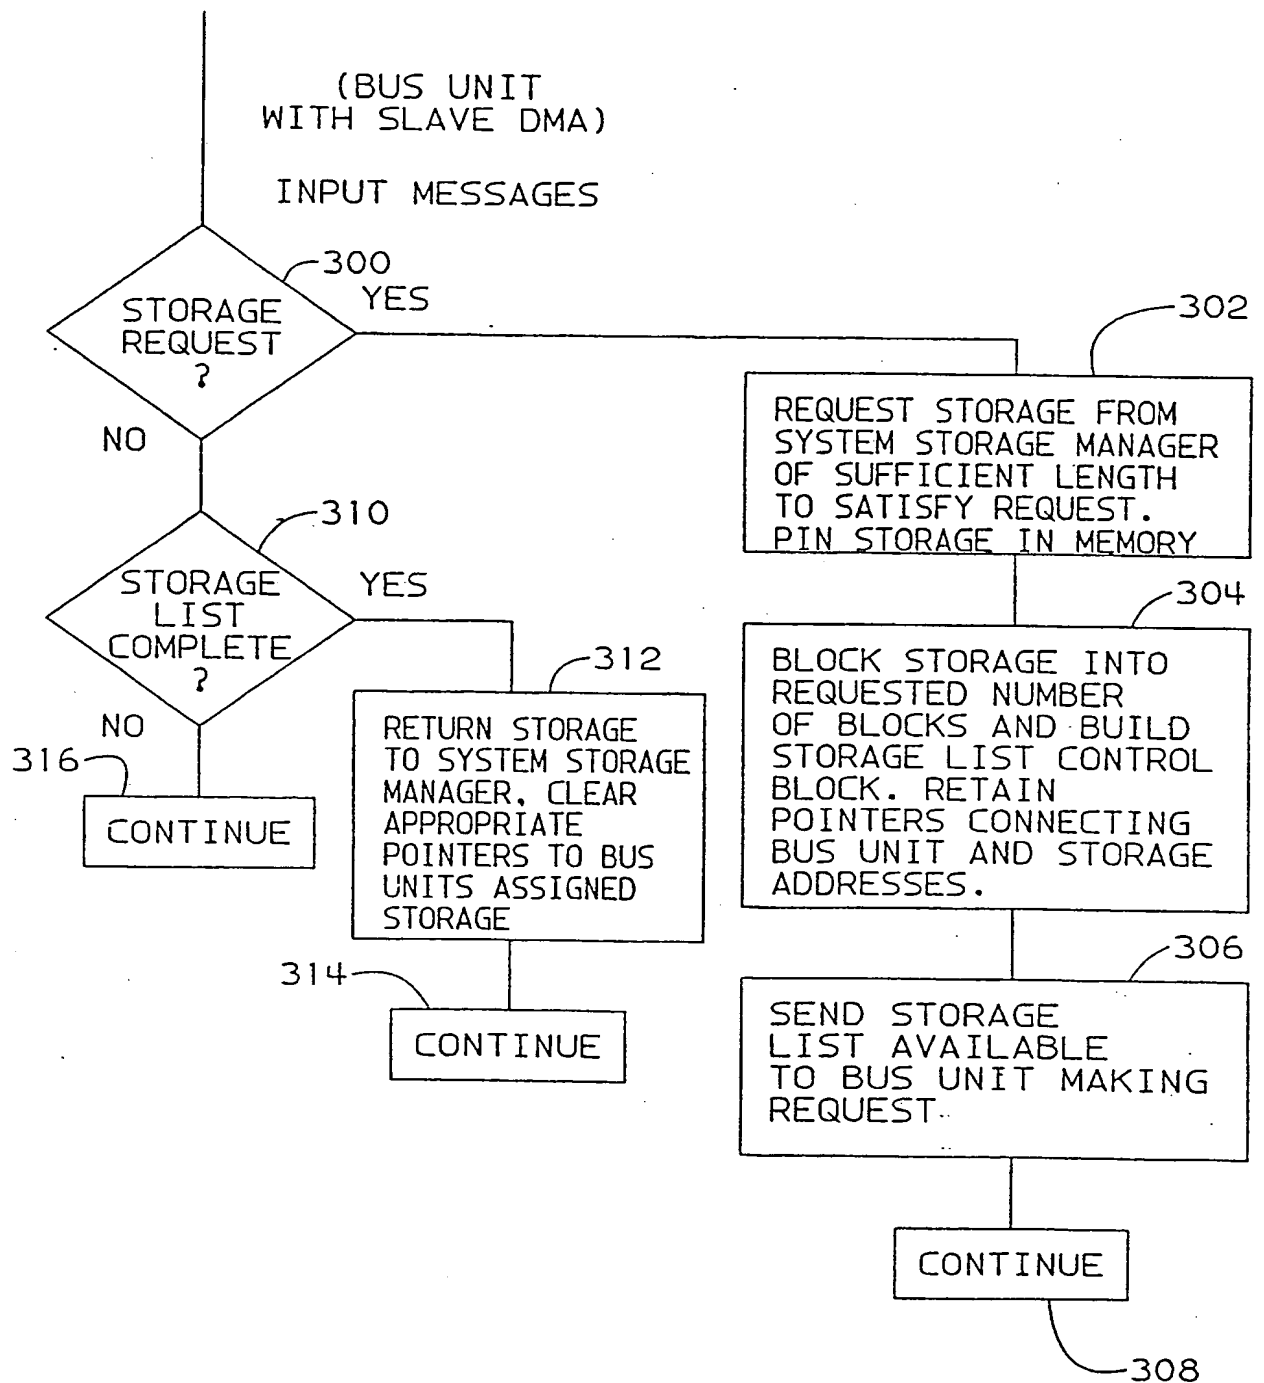 (BUS UNIT
WITH SLAVE DMA)
INPUT MESSAGES
300
STORAGE
REQUEST
?
YES
NO
302
REQUEST STORAGE FROM
SYSTEM STORAGE MANAGER
OF SUFFICIENT LENGTH
TO SATISFY REQUEST.
PIN STORAGE IN MEMORY
304
BLOCK STORAGE INTO
REQUESTED NUMBER
OF BLOCKS AND BUILD
STORAGE LIST CONTROL
BLOCK. RETAIN
POINTERS CONNECTING
BUS UNIT AND STORAGE
ADDRESSES.
306
SEND STORAGE
LIST AVAILABLE
TO BUS UNIT MAKING
REQUEST
CONTINUE
308
310
STORAGE
LIST
COMPLETE
?
YES
NO
312
RETURN STORAGE
TO SYSTEM STORAGE
MANAGER. CLEAR
APPROPRIATE
POINTERS TO BUS
UNITS ASSIGNED
STORAGE
314
CONTINUE
316
CONTINUE